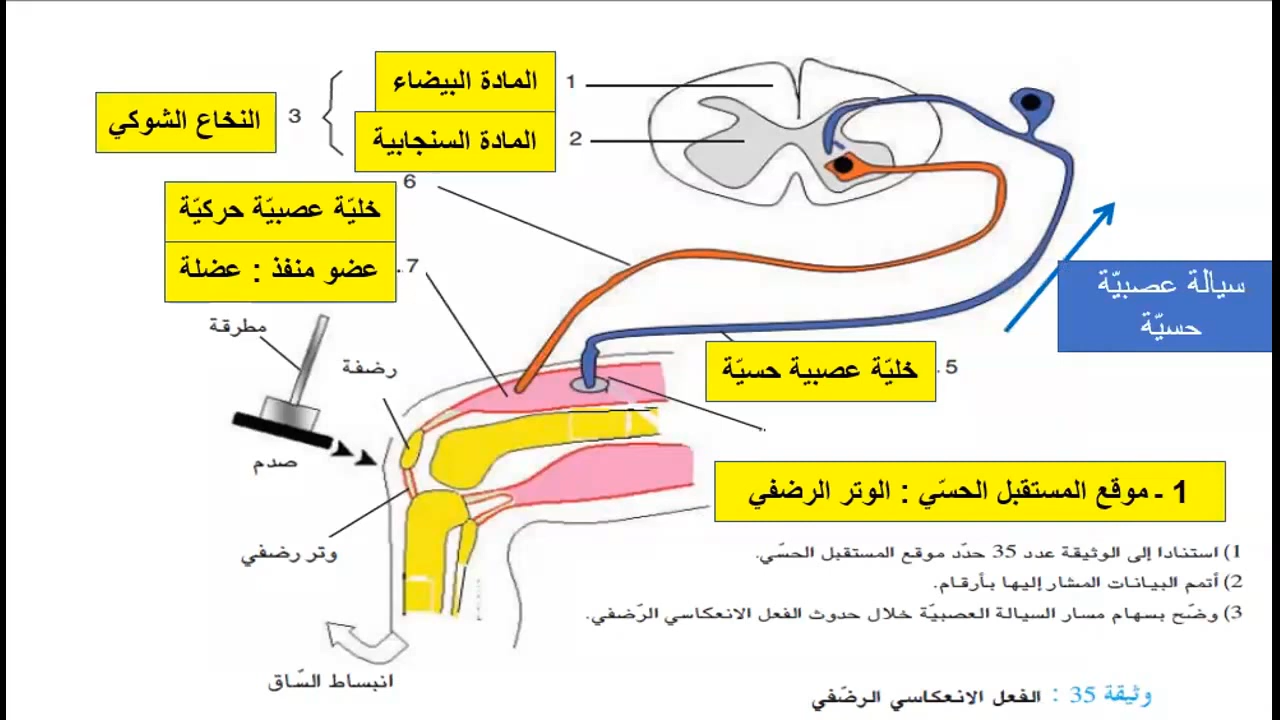 المادة البيضاء
1
النخاع الشوكي
3
المادة السنجابية
2
6
خليّة عصبيّة حركيّة
عضو منفذ : عضلة
.7
سيالة عصبيّة
حسيّة
مطرقة
رضفة
خليّة عصبية حسيّة
.5
صدم
1 ـ موقع المستقبل الحسّي : الوتر الرضفي
وتر رضفي
1) استنادا إلى الوثيقة عدد 35 حدّد موقع المستقبل الحسّي.
2) أتمم البيانات المشار إليها بأرقام.
3) وضّح بسهام مسار السيالة العصبيّة خلال حدوث الفعل الانعكاسي الرّضفي.
انبساط السّاق
وثيقة 35 : الفعل الانعكاسي الرضّفي